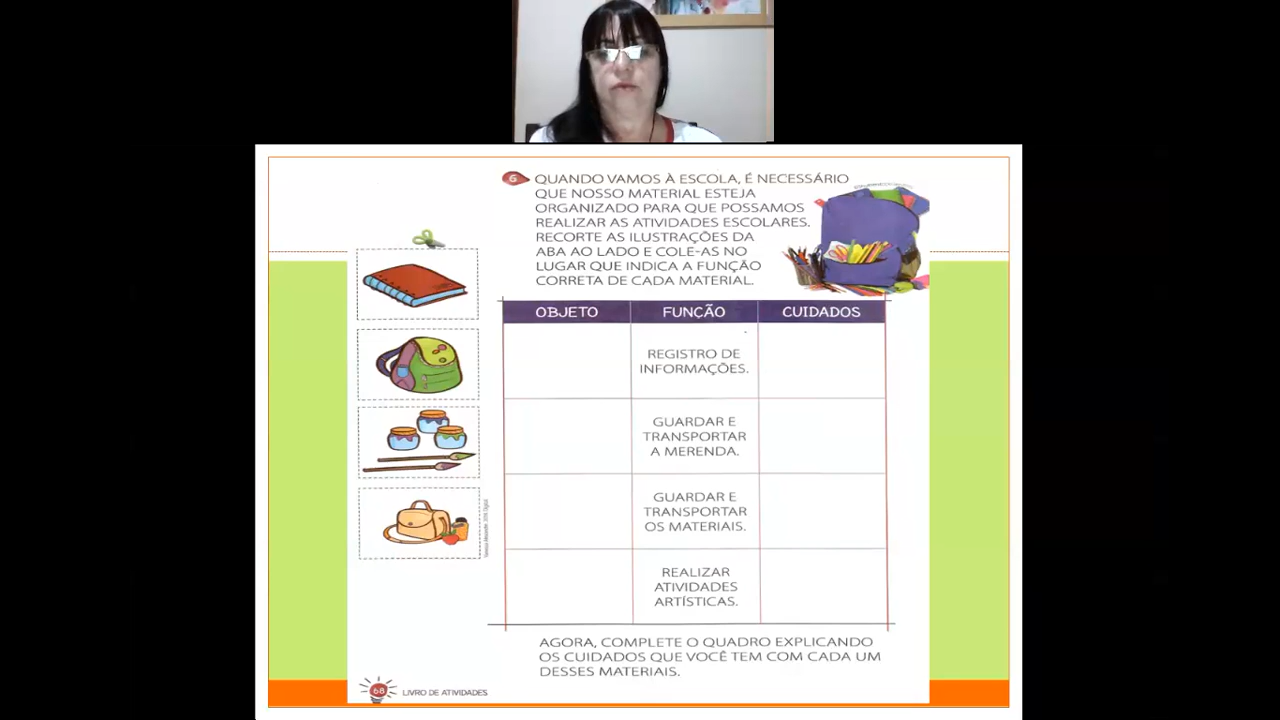 6 QUANDO VAMOS À ESCOLA, É NECESSÁRIO
QUE NOSSO MATERIAL ESTEJA
ORGANIZADO PARA QUE POSSAMOS
REALIZAR AS ATIVIDADES ESCOLARES.
RECORTE AS ILUSTRAÇÕES DA
ABA AO LADO E COLE-AS NO
LUGAR QUE INDICA A FUNÇÃO
CORRETA DE CADA MATERIAL.
OBJETO FUNÇÃO CUIDADOS
REGISTRO DE
INFORMAÇÕES.
GUARDAR E
TRANSPORTAR
A MERENDA.
GUARDAR E
TRANSPORTAR
OS MATERIAIS.
REALIZAR
ATIVIDADES
ARTÍSTICAS.
AGORA, COMPLETE O QUADRO EXPLICANDO
OS CUIDADOS QUE VOCÊ TEM COM CADA UM
DESSES MATERIAIS.
68 LIVRO DE ATIVIDADES